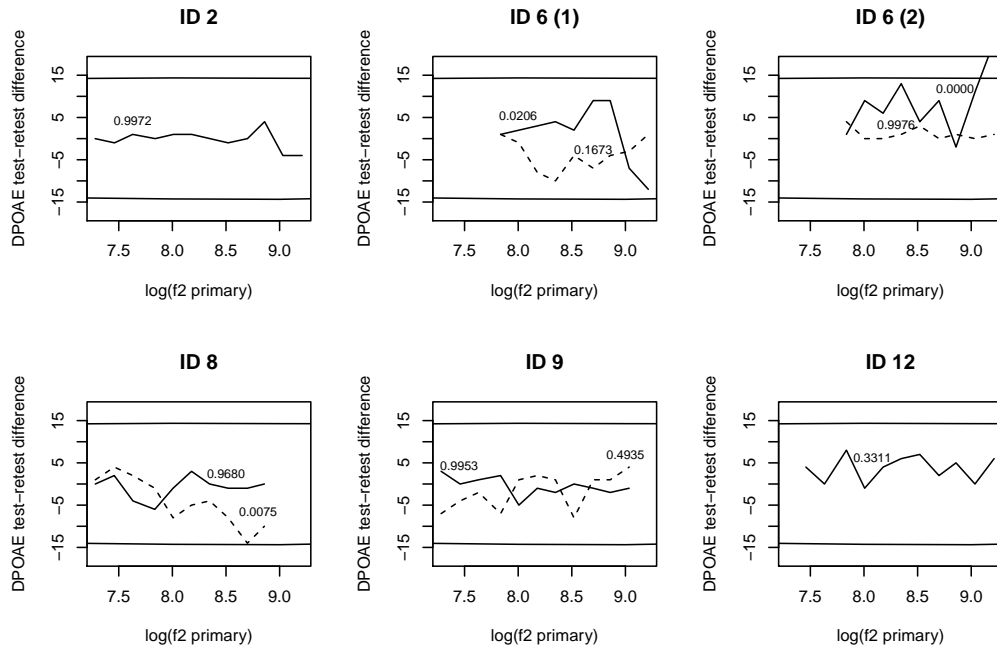 ID 2
DPOAE test−retest difference
15
5
−5
−15
0.9972
7.5 8.0 8.5 9.0
log(f2 primary)
ID 6 (1)
DPOAE test−retest difference
15
5
−5
−15
0.0206
0.1673
7.5 8.0 8.5 9.0
log(f2 primary)
ID 6 (2)
DPOAE test−retest difference
15
5
−5
−15
0.0000
0.9976
7.5 8.0 8.5 9.0
log(f2 primary)
ID 8
DPOAE test−retest difference
15
5
−5
−15
0.9680
0.0075
7.5 8.0 8.5 9.0
log(f2 primary)
ID 9
DPOAE test−retest difference
15
5
−5
−15
0.9953
0.4935
7.5 8.0 8.5 9.0
log(f2 primary)
ID 12
DPOAE test−retest difference
15
5
−5
−15
0.3311
7.5 8.0 8.5 9.0
log(f2 primary)